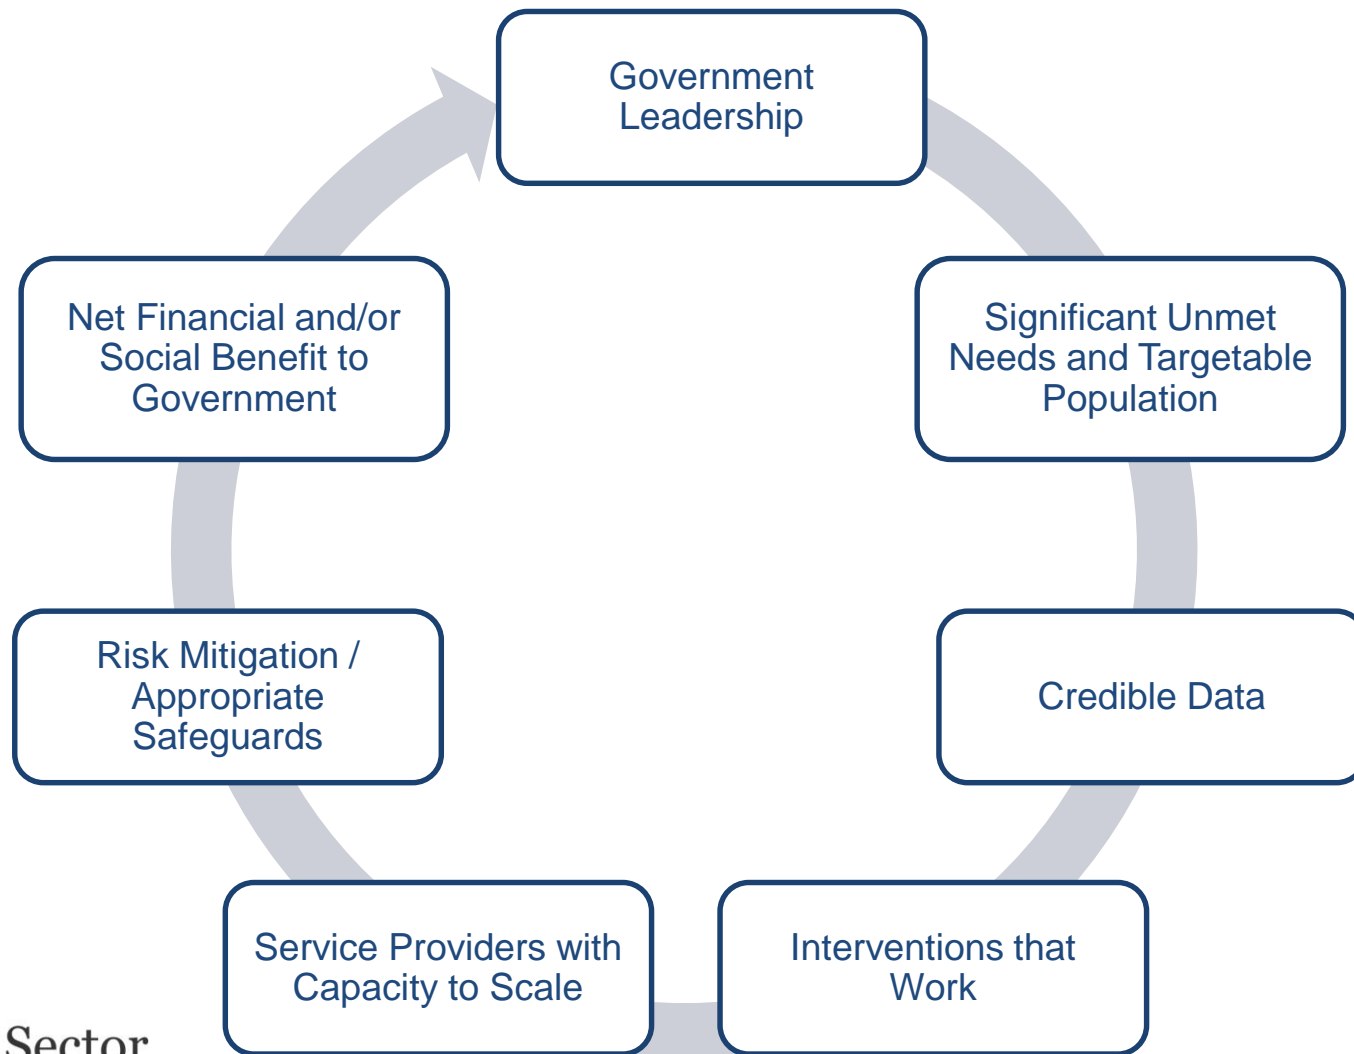 Government
Leadership
Significant Unmet
Needs and Targetable
Population
Credible Data
Interventions that
Work
Service Providers with
Capacity to Scale
Risk Mitigation /
Appropriate
Safeguards
Net Financial and/or
Social Benefit to
Government
Sector